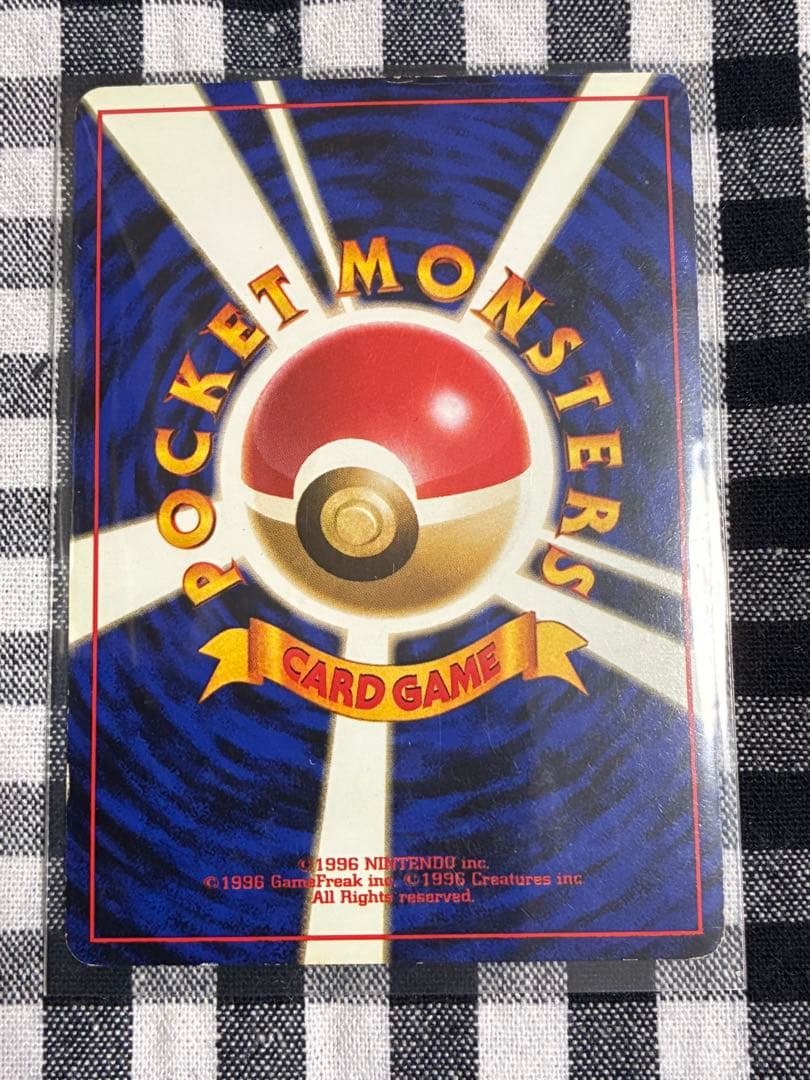 POCKET MONSTERS
CARD GAME
©1996 NINTENDO inc.
©1996 GameFreak inc. ©1996 Creatures inc.
All Rights reserved.